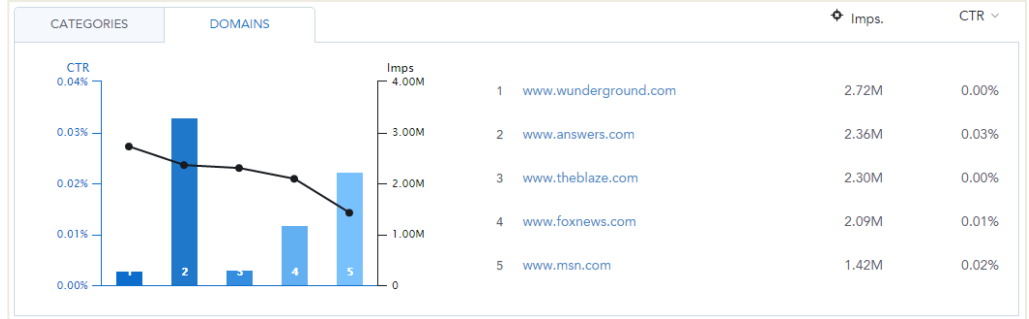 CATEGORIES DOMAINS Imps. CTR
CTR Imps
0.04% 4.00M
0.03% 3.00M
0.02% 2.00M
0.01% 1.00M
0.00% 0
1 2 3 4 5
1 www.wunderground.com 2.72M 0.00%
2 www.answers.com 2.36M 0.03%
3 www.theblaze.com 2.30M 0.00%
4 www.foxnews.com 2.09M 0.01%
5 www.msn.com 1.42M 0.02%